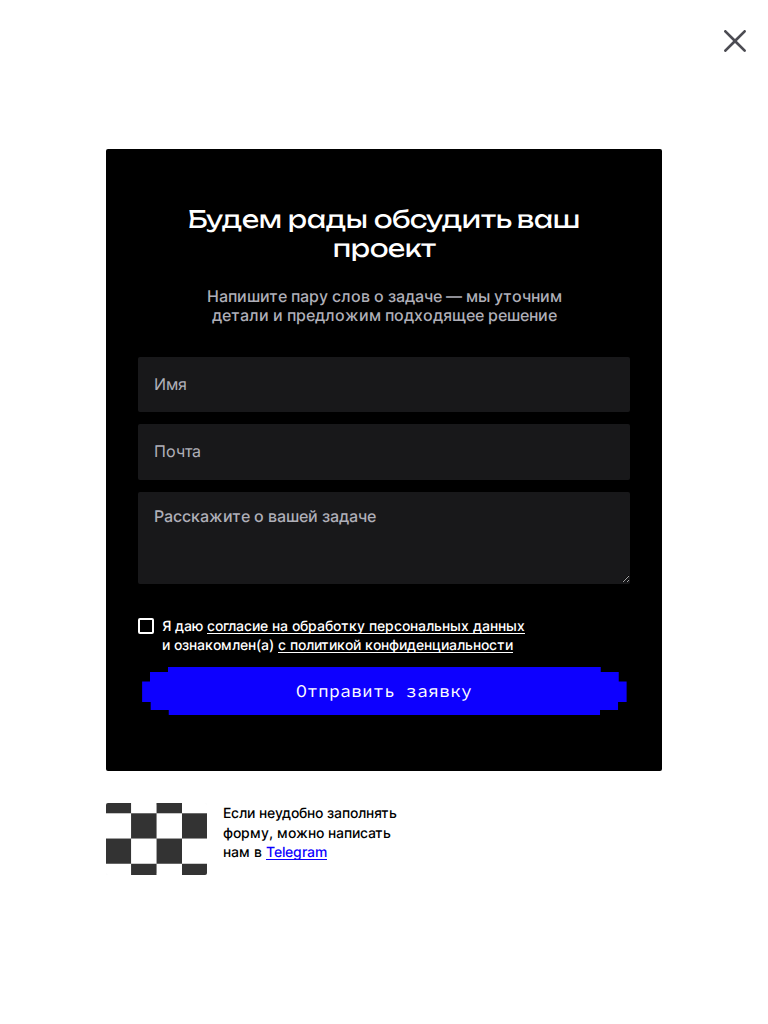 Будем рады обсудить ваш
проект
Напишите пару слов о задаче — мы уточним
детали и предложим подходящее решение
Имя
Почта
Расскажите о вашей задаче
Я даю согласие на обработку персональных данных
и ознакомлен(а) с политикой конфиденциальности
Отправить заявку
Если неудобно заполнять
форму, можно написать
нам в Telegram